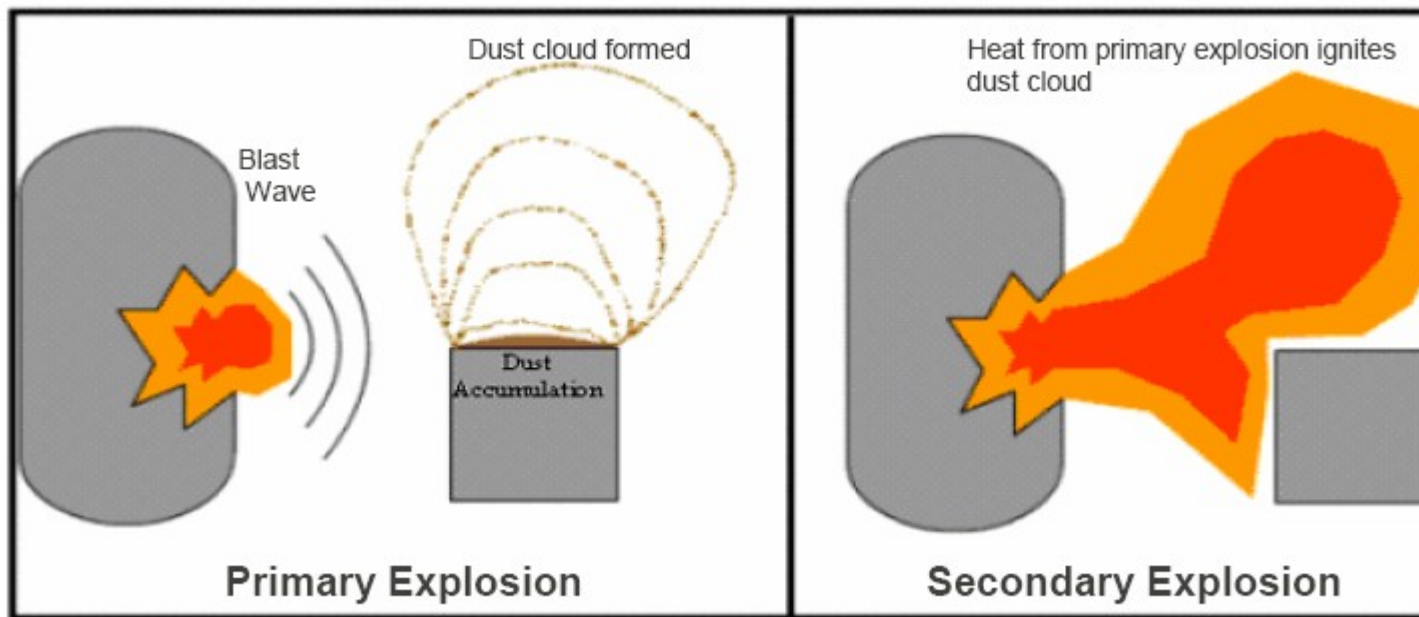 Dust cloud formed
Blast
Wave
Dust
Accumulation
Primary Explosion
Heat from primary explosion ignites
dust cloud
Secondary Explosion